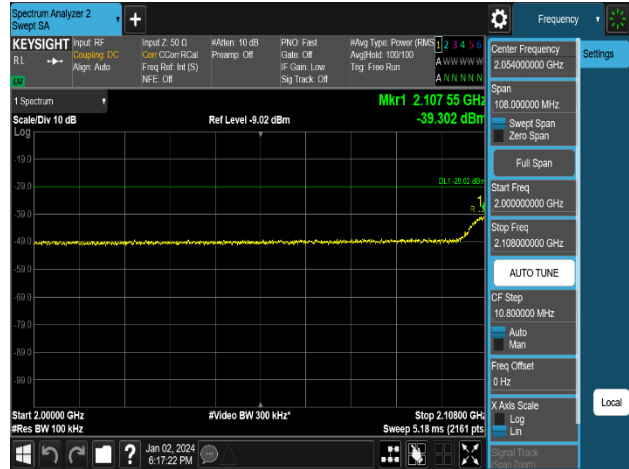 Spectrum Analyzer 2
Swept SA
+
Frequency
KEYSIGHT
RL
Input: RF
Coupling: DC
Align: Auto
Input Z: 50 Ω
Corr CCorr RCal
Freq Ref: Int (S)
NFE: Off
#Atten: 10 dB
Preamp: Off
PNO: Fast
Gate: Off
IF Gain: Low
Sig Track: Off
#Avg Type: Power (RMS
Avg|Hold: 100/100
Trig: Free Run
1 2 3 4 5 6
A W W W W W
A N N N N N
1 Spectrum
Scale/Div 10 dB
Log
Ref Level -9.02 dBm
Mkr1 2.107 55 GHz
-39.302 dBm
-19.0
-29.0
-39.0
-49.0
-59.0
-69.0
-79.0
-89.0
-99.0
DL1 -29.02 dBm
1
Start 2.00000 GHz
#Res BW 100 kHz
#Video BW 300 kHz*
Stop 2.10800 GHz
Sweep 5.18 ms (2161 pts
?
Jan 02, 2024
6:17:22 PM
Center Frequency
2.054000000 GHz
Span
108.000000 MHz
Swept Span
Zero Span
Full Span
Start Freq
2.000000000 GHz
Stop Freq
2.108000000 GHz
AUTO TUNE
CF Step
10.800000 MHz
Auto
Man
Freq Offset
0 Hz
X Axis Scale
Log
Lin
Signal Track
(Span Zoom)
Settings
Local